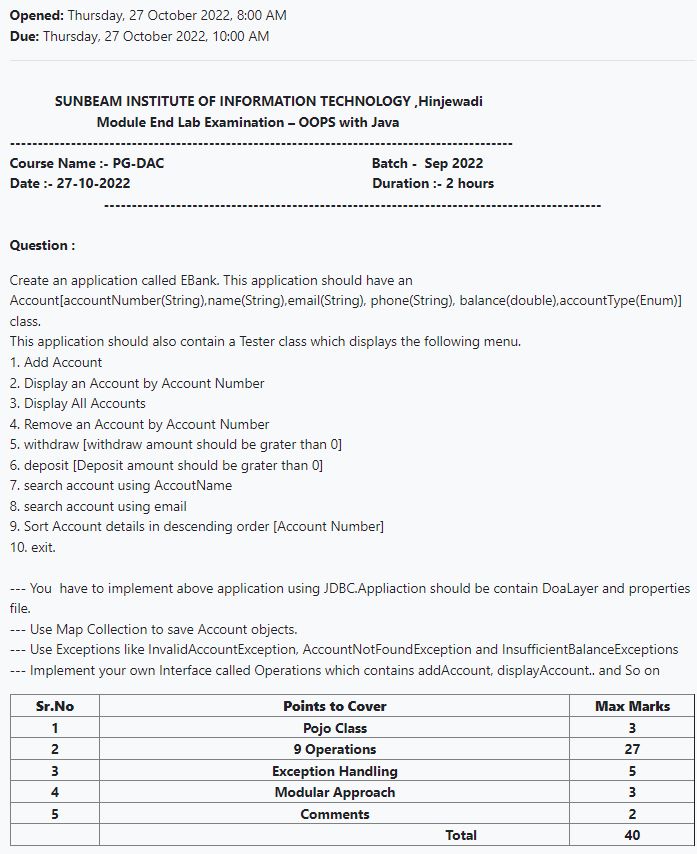 Opened: Thursday, 27 October 2022, 8:00 AM
Due: Thursday, 27 October 2022, 10:00 AM
SUNBEAM INSTITUTE OF INFORMATION TECHNOLOGY ,Hinjewadi
Module End Lab Examination – OOPS with Java
------------------------------------------------------------------------------------------
Course Name :- PG-DAC Batch - Sep 2022
Date :- 27-10-2022 Duration :- 2 hours
-----------------------------------------------------------------------------------------
Question :
Create an application called EBank. This application should have an
Account[accountNumber(String),name(String),email(String), phone(String), balance(double),accountType(Enum)]
class.
This application should also contain a Tester class which displays the following menu.
1. Add Account
2. Display an Account by Account Number
3. Display All Accounts
4. Remove an Account by Account Number
5. withdraw [withdraw amount should be grater than 0]
6. deposit [Deposit amount should be grater than 0]
7. search account using AccoutName
8. search account using email
9. Sort Account details in descending order [Account Number]
10. exit.
--- You have to implement above application using JDBC.Appliaction should be contain DoaLayer and properties
file.
--- Use Map Collection to save Account objects.
--- Use Exceptions like InvalidAccountException, AccountNotFoundException and InsufficientBalanceExceptions
--- Implement your own Interface called Operations which contains addAccount, displayAccount.. and So on
Sr.No Points to Cover Max Marks
1 Pojo Class 3
2 9 Operations 27
3 Exception Handling 5
4 Modular Approach 3
5 Comments 2
Total 40